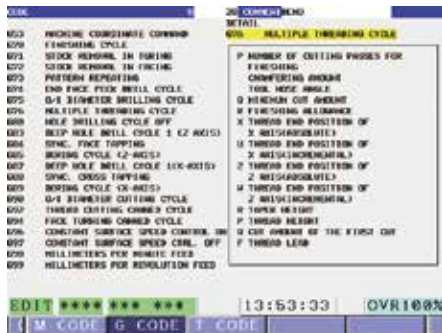 CODE
COMMENT
DETAIL
G53 MACHINE COORDINATE COMMAND
G70 FINISHING CYCLE
G71 STOCK REMOVAL IN TURING
G72 STOCK REMOVAL IN FACING
G73 PATTERN REPEATING
G74 END FACE PECK DRILL CYCLE
G75 O/I DIAMETER DRILLING CYCLE
G76 MULTIPLE THREADING CYCLE
G80 HOLE DRILLING CYCLE OFF
G83 DEEP HOLE DRILL CYCLE 1 (Z AXIS)
G84 SYNC. FACE TAPPING
G85 BORING CYCLE (Z-AXIS)
G87 DEEP HOLE DRILL CYCLE 1(X-AXIS)
G88 SYNC. CROSS TAPPING
G89 BORING CYCLE (X-AXIS)
G90 O/I DIAMETER CUTTING CYCLE
G92 THREAD CUTTING CANNED CYCLE
G94 FACE TURNING CANNED CYCLE
G96 CONSTANT SURFACE SPEED CONTROL ON
G97 CONSTANT SURFACE SPEED CTRL. OFF
G98 MILLIMETERS PER MINUTE FEED
G99 MILLIMETERS PER REVOLUTION FEED
G76 MULTIPLE THREADING CYCLE
P NUMBER OF CUTTING PASSES FOR
FINISHING
CHAMFERING AMOUNT
TOOL NOSE ANGLE
Q MINIMUM CUT AMOUNT
R FINISHING ALLOWANCE
X THREAD END POSITION OF
X AXIS(ABSOLUTE)
U THREAD END POSITION OF
X AXIS(INCREMENTAL)
Z THREAD END POSITION OF
Z AXIS(ABSOLUTE)
W THREAD END POSITION OF
Z AXIS(INCREMENTAL)
R TAPER HEIGHT
P THREAD HEIGHT
Q CUT AMOUNT OF THE FIRST CUT
F THREAD LEAD
EDIT **** *** *** 13:53:33 OVR100%
( M CODE G CODE T CODE